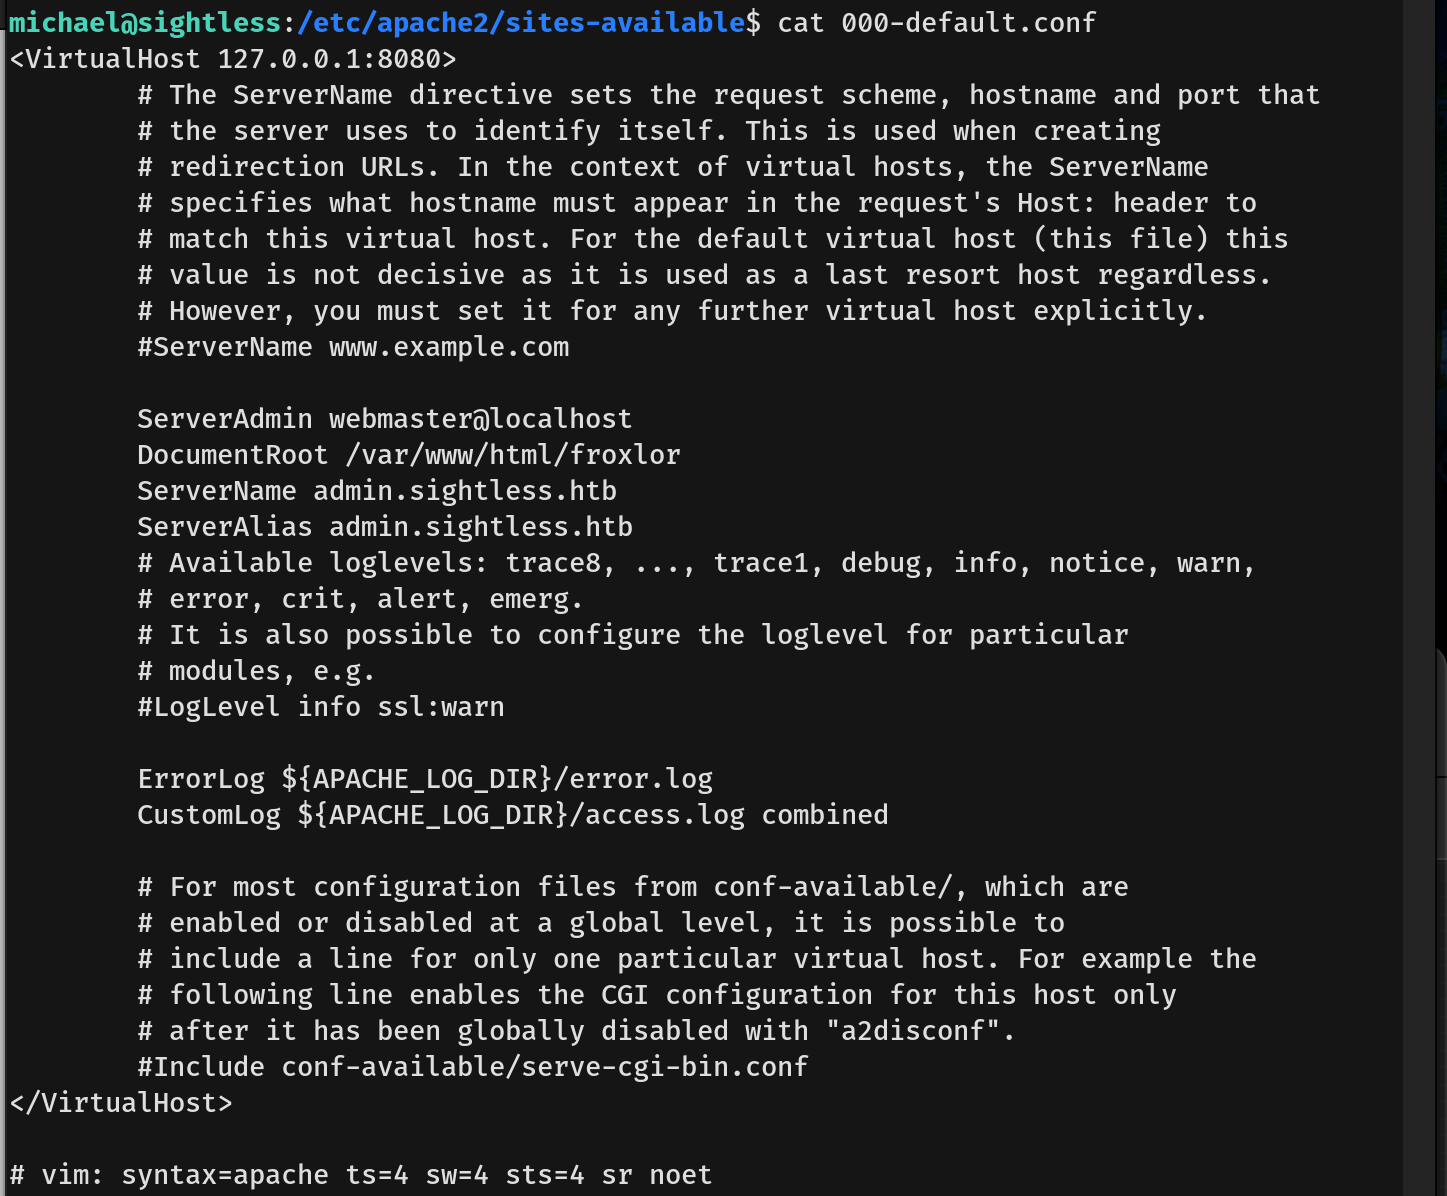 michael@sightless:/etc/apache2/sites-available$ cat 000-default.conf
<VirtualHost 127.0.0.1:8080>
        # The ServerName directive sets the request scheme, hostname and port that
        # the server uses to identify itself. This is used when creating
        # redirection URLs. In the context of virtual hosts, the ServerName
        # specifies what hostname must appear in the request's Host: header to
        # match this virtual host. For the default virtual host (this file) this
        # value is not decisive as it is used as a last resort host regardless.
        # However, you must set it for any further virtual host explicitly.
        #ServerName www.example.com

        ServerAdmin webmaster@localhost
        DocumentRoot /var/www/html/froxlor
        ServerName admin.sightless.htb
        ServerAlias admin.sightless.htb
        # Available loglevels: trace8, ..., trace1, debug, info, notice, warn,
        # error, crit, alert, emerg.
        # It is also possible to configure the loglevel for particular
        # modules, e.g.
        #LogLevel info ssl:warn

        ErrorLog ${APACHE_LOG_DIR}/error.log
        CustomLog ${APACHE_LOG_DIR}/access.log combined

        # For most configuration files from conf-available/, which are
        # enabled or disabled at a global level, it is possible to
        # include a line for only one particular virtual host. For example the
        # following line enables the CGI configuration for this host only
        # after it has been globally disabled with "a2disconf".
        #Include conf-available/serve-cgi-bin.conf
</VirtualHost>

# vim: syntax=apache ts=4 sw=4 sts=4 sr noet